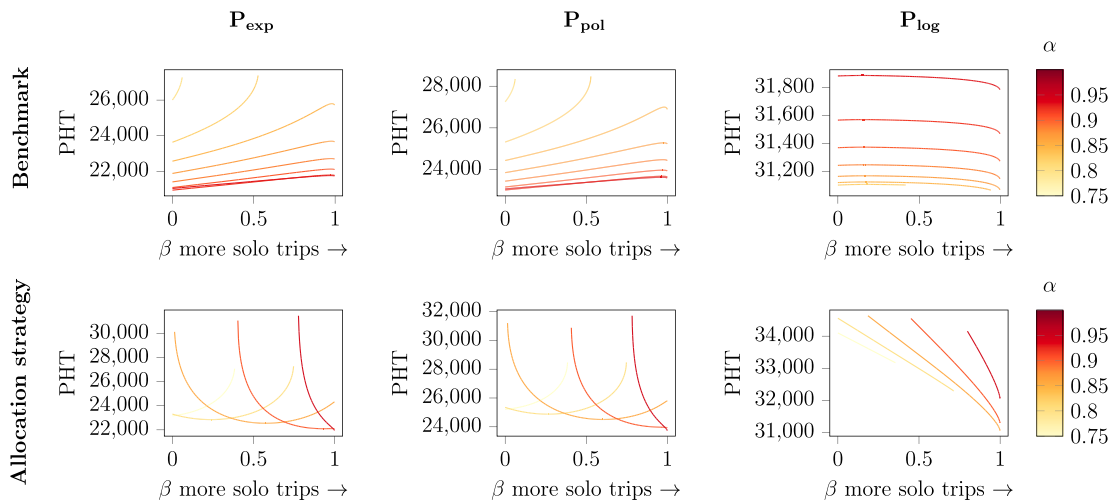 P_exp P_pol P_log
Benchmark
PHT
26,000
24,000
22,000
0 0.5 1
β more solo trips →
PHT
28,000
26,000
24,000
0 0.5 1
β more solo trips →
PHT
31,800
31,600
31,400
31,200
0 0.5 1
β more solo trips →
α
0.95
0.9
0.85
0.8
0.75
Allocation strategy
PHT
30,000
28,000
26,000
24,000
22,000
0 0.5 1
β more solo trips →
PHT
32,000
30,000
28,000
26,000
24,000
0 0.5 1
β more solo trips →
PHT
34,000
33,000
32,000
31,000
0 0.5 1
β more solo trips →
α
0.95
0.9
0.85
0.8
0.75